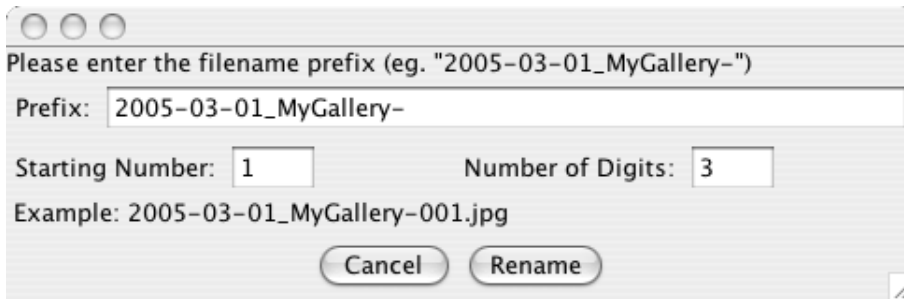 Please enter the filename prefix (eg. "2005-03-01_MyGallery-")
Prefix: 2005-03-01_MyGallery-
Starting Number: 1 Number of Digits: 3
Example: 2005-03-01_MyGallery-001.jpg
Cancel Rename